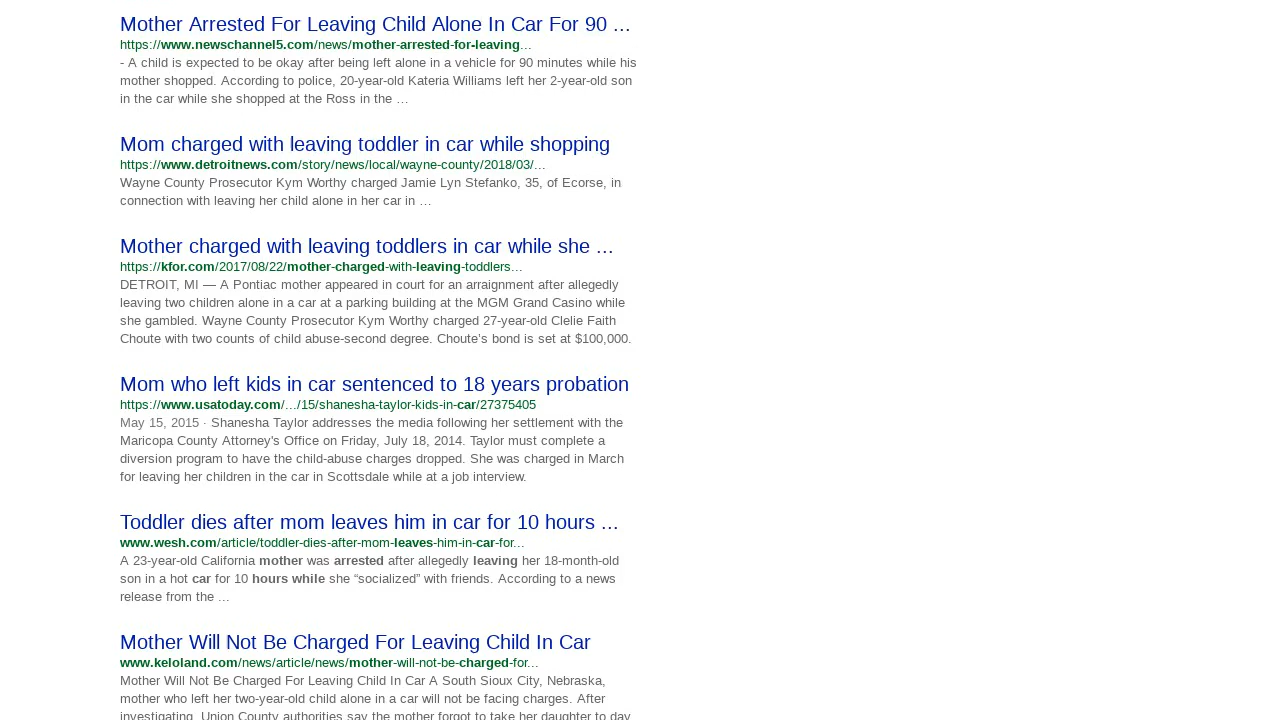 Mother Arrested For Leaving Child Alone In Car For 90 ...
https://www.newschannel5.com/news/mother-arrested-for-leaving...
- A child is expected to be okay after being left alone in a vehicle for 90 minutes while his
mother shopped. According to police, 20-year-old Kateria Williams left her 2-year-old son
in the car while she shopped at the Ross in the …
Mom charged with leaving toddler in car while shopping
https://www.detroitnews.com/story/news/local/wayne-county/2018/03/...
Wayne County Prosecutor Kym Worthy charged Jamie Lyn Stefanko, 35, of Ecorse, in
connection with leaving her child alone in her car in …
Mother charged with leaving toddlers in car while she ...
https://kfor.com/2017/08/22/mother-charged-with-leaving-toddlers...
DETROIT, MI — A Pontiac mother appeared in court for an arraignment after allegedly
leaving two children alone in a car at a parking building at the MGM Grand Casino while
she gambled. Wayne County Prosecutor Kym Worthy charged 27-year-old Clelie Faith
Choute with two counts of child abuse-second degree. Choute’s bond is set at $100,000.
Mom who left kids in car sentenced to 18 years probation
https://www.usatoday.com/.../15/shanesha-taylor-kids-in-car/27375405
May 15, 2015 · Shanesha Taylor addresses the media following her settlement with the
Maricopa County Attorney's Office on Friday, July 18, 2014. Taylor must complete a
diversion program to have the child-abuse charges dropped. She was charged in March
for leaving her children in the car in Scottsdale while at a job interview.
Toddler dies after mom leaves him in car for 10 hours ...
www.wesh.com/article/toddler-dies-after-mom-leaves-him-in-car-for...
A 23-year-old California mother was arrested after allegedly leaving her 18-month-old
son in a hot car for 10 hours while she “socialized” with friends. According to a news
release from the ...
Mother Will Not Be Charged For Leaving Child In Car
www.keloland.com/news/article/news/mother-will-not-be-charged-for...
Mother Will Not Be Charged For Leaving Child In Car A South Sioux City, Nebraska,
mother who left her two-year-old child alone in a car will not be facing charges. After
investigating, Union County authorities say the mother forgot to take her daughter to day